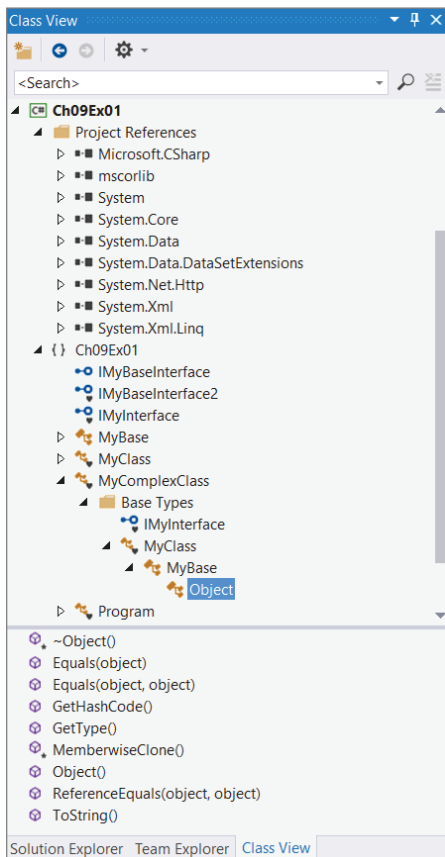 Class View
<Search>
C# Ch09Ex01
Project References
Microsoft.CSharp
mscorlib
System
System.Core
System.Data
System.Data.DataSetExtensions
System.Net.Http
System.Xml
System.Xml.Linq
{} Ch09Ex01
IMyBaseInterface
IMyBaseInterface2
IMyInterface
MyBase
MyClass
MyComplexClass
Base Types
IMyInterface
MyClass
MyBase
Object
Program
~Object()
Equals(object)
Equals(object, object)
GetHashCode()
GetType()
MemberwiseClone()
Object()
ReferenceEquals(object, object)
ToString()
Solution Explorer Team Explorer Class View